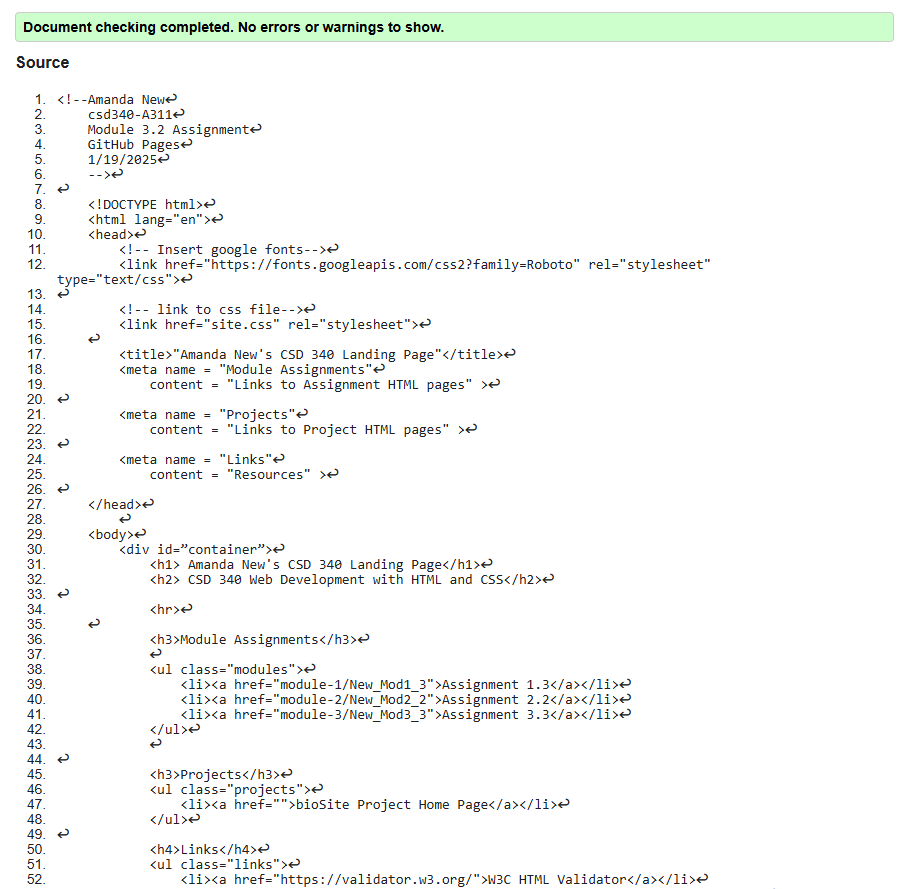 Document checking completed. No errors or warnings to show.
Source
1. <!--Amanda New↩
2.     csd340-A311↩
3.     Module 3.2 Assignment↩
4.     GitHub Pages↩
5.     1/19/2025↩
6.     -->↩
7. ↩
8.     <!DOCTYPE html>↩
9.     <html lang="en">↩
10.     <head>↩
11.         <!-- Insert google fonts-->↩
12.         <link href="https://fonts.googleapis.com/css2?family=Roboto" rel="stylesheet"
type="text/css">↩
13. ↩
14.         <!-- link to css file-->↩
15.         <link href="site.css" rel="stylesheet">↩
16.     ↩
17.         <title>"Amanda New's CSD 340 Landing Page"</title>↩
18.         <meta name = "Module Assignments"↩
19.             content = "Links to Assignment HTML pages" >↩
20. ↩
21.         <meta name = "Projects"↩
22.             content = "Links to Project HTML pages" >↩
23. ↩
24.         <meta name = "Links"↩
25.             content = "Resources" >↩
26. ↩
27.     </head>↩
28.         ↩
29.     <body>↩
30.         <div id=”container”>↩
31.             <h1> Amanda New's CSD 340 Landing Page</h1>↩
32.             <h2> CSD 340 Web Development with HTML and CSS</h2>↩
33. ↩
34.             <hr>↩
35.     ↩
36.             <h3>Module Assignments</h3>↩
37.             ↩
38.             <ul class="modules">↩
39.                 <li><a href="module-1/New_Mod1_3">Assignment 1.3</a></li>↩
40.                 <li><a href="module-2/New_Mod2_2">Assignment 2.2</a></li>↩
41.                 <li><a href="module-3/New_Mod3_3">Assignment 3.3</a></li>↩
42.             </ul>↩
43.             ↩
44. ↩
45.             <h3>Projects</h3>↩
46.             <ul class="projects">↩
47.                 <li><a href="">bioSite Project Home Page</a></li>↩
48.             </ul>↩
49. ↩
50.             <h4>Links</h4>↩
51.             <ul class="links">↩
52.                 <li><a href="https://validator.w3.org/">W3C HTML Validator</a></li>↩